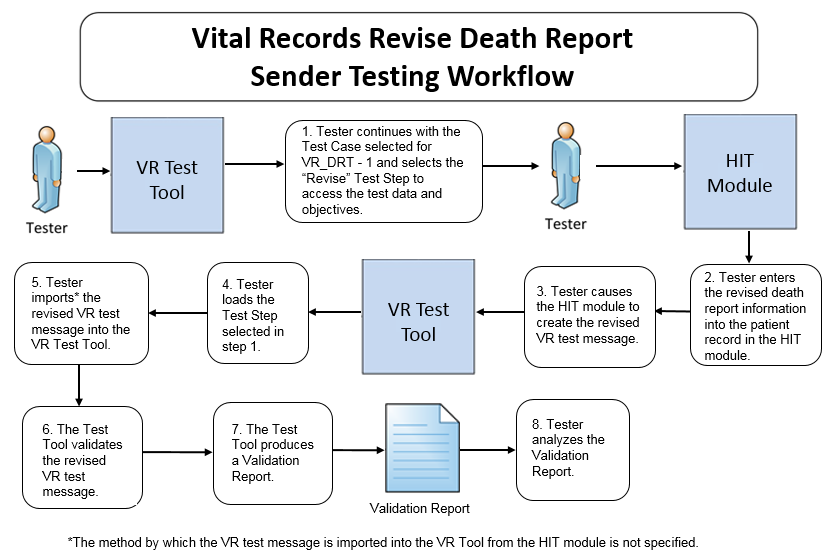 Vital Records Revise Death Report
Sender Testing Workflow
Tester
VR Test
Tool
1. Tester continues with the
Test Case selected for
VR_DRT - 1 and selects the
“Revise” Test Step to
access the test data and
objectives.
Tester
HIT
Module
2. Tester enters
the revised death
report information
into the patient
record in the HIT
module.
3. Tester causes
the HIT module to
create the revised
VR test message.
VR Test
Tool
4. Tester
loads the
Test Step
selected in
step 1.
5. Tester
imports* the
revised VR test
message into the
VR Test Tool.
6. The Test
Tool validates
the revised
VR test
message.
7. The Test
Tool produces
a Validation
Report.
Validation Report
8. Tester
analyzes the
Validation
Report.
*The method by which the VR test message is imported into the VR Tool from the HIT module is not specified.